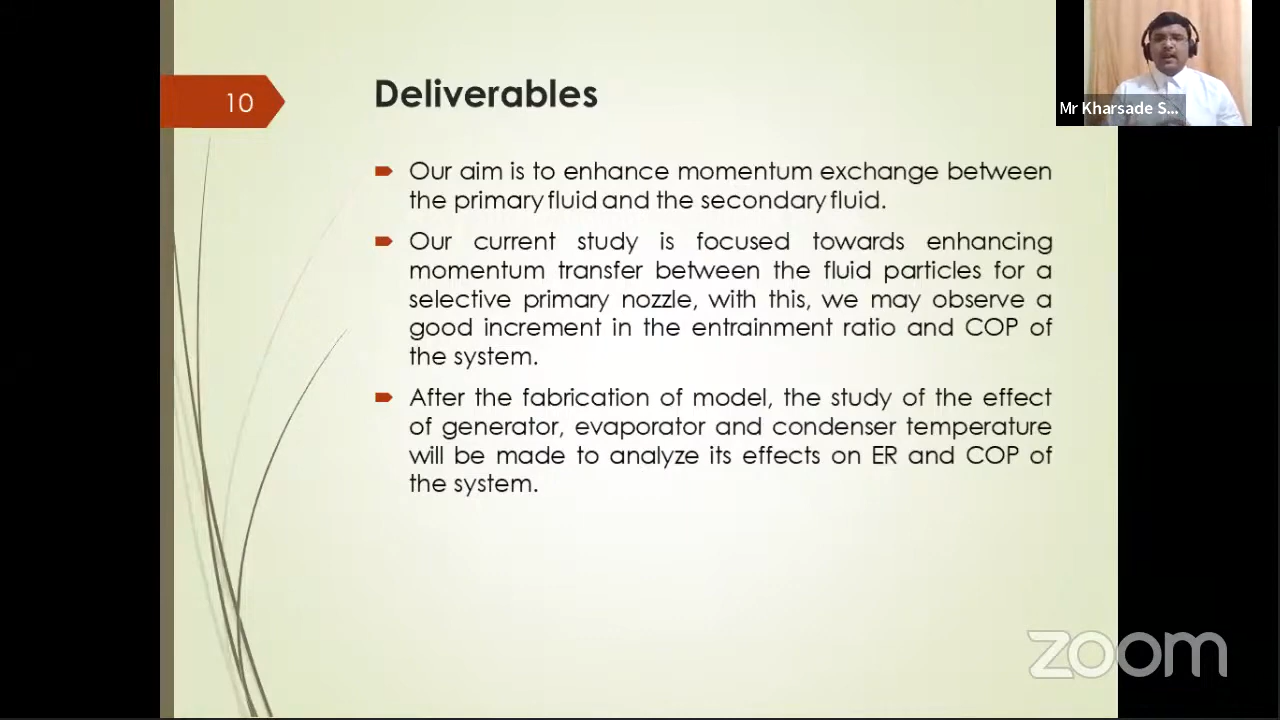 10
Deliverables
Mr Kharsade S...
Our aim is to enhance momentum exchange between
the primary fluid and the secondary fluid.
Our current study is focused towards enhancing
momentum transfer between the fluid particles for a
selective primary nozzle, with this, we may observe a
good increment in the entrainment ratio and COP of
the system.
After the fabrication of model, the study of the effect
of generator, evaporator and condenser temperature
will be made to analyze its effects on ER and COP of
the system.
zoom